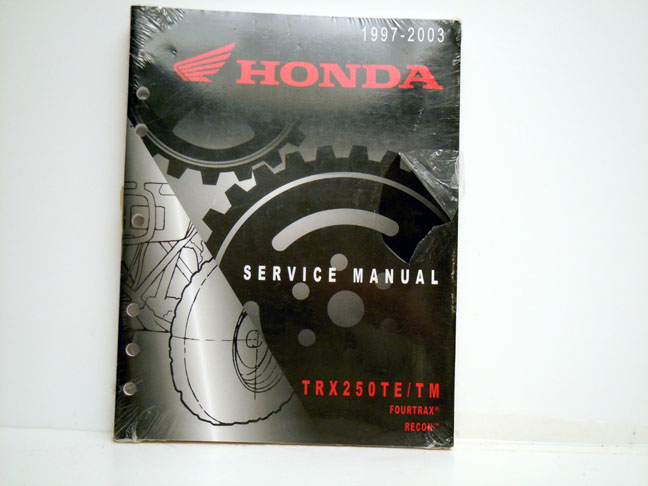 1997-2003
HONDA
SERVICE MANUAL
TRX250TE/TM
FOURTRAX®
RECON™